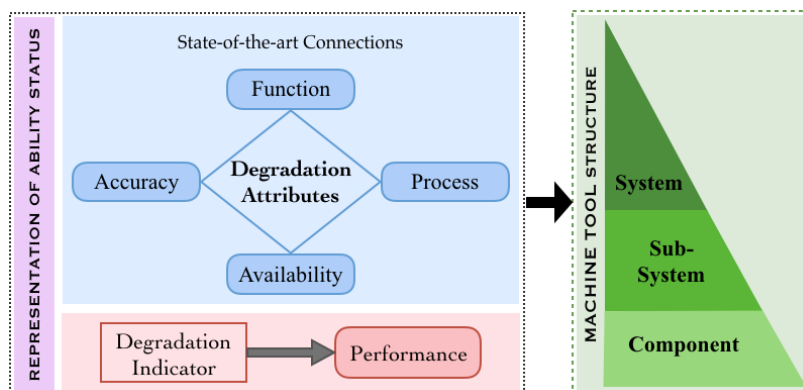 REPRESENTATION OF ABILITY STATUS
State-of-the-art Connections
Function
Accuracy
Degradation
Attributes
Process
Availability
Degradation
Indicator
Performance
MACHINE TOOL STRUCTURE
System
Sub-
System
Component